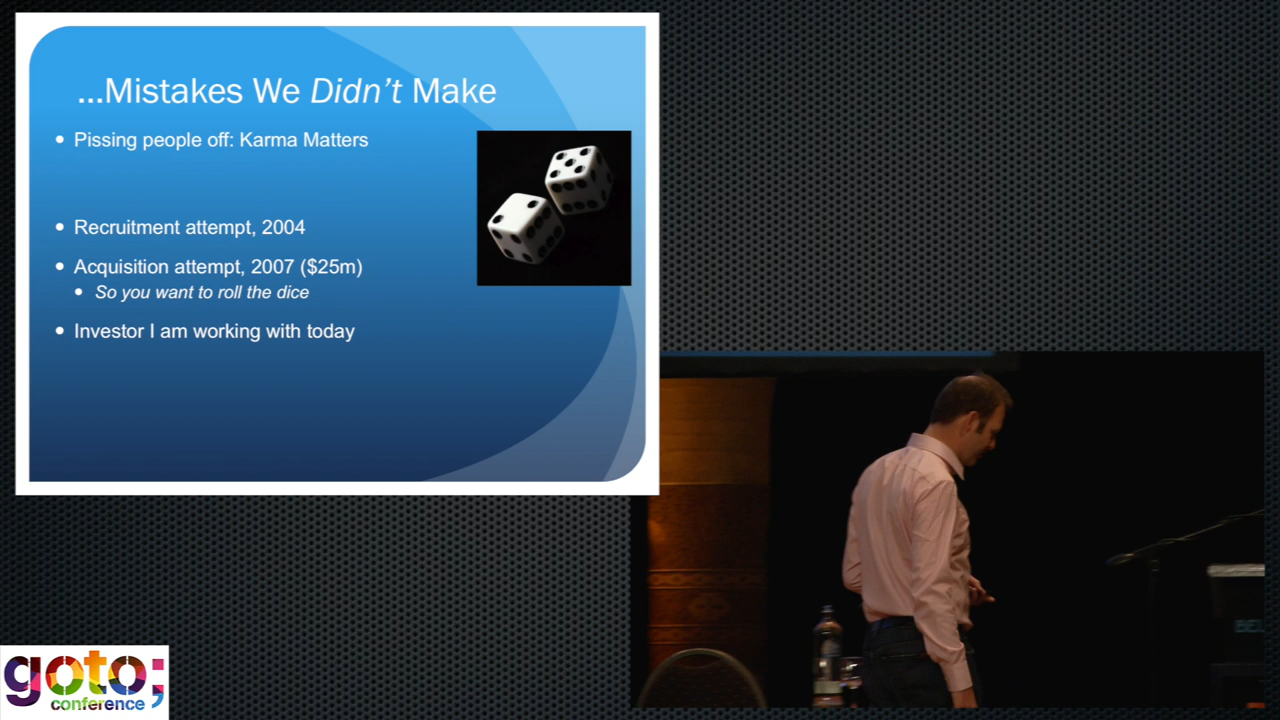 ...Mistakes We Didn't Make
• Pissing people off: Karma Matters
• Recruitment attempt, 2004
• Acquisition attempt, 2007 ($25m)
• So you want to roll the dice
• Investor I am working with today
goto;
conference